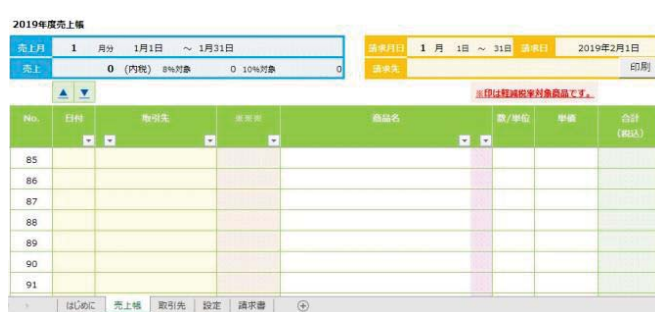 2019年度売上帳
売上月 1 月分 1月1日 ～ 1月31日 請求月日 1 月 1日 ～ 31日 請求日 2019年2月1日
売上 0 (内税) 8%対象 0 10%対象 0 請求先 印刷
▲ ▼ ※印は軽減税率対象商品です。
No. 日付 取引先 ※※※ 商品名 数/単位 単価 合計
(税込)
85
86
87
88
89
90
91
はじめに 売上帳 取引先 設定 請求書